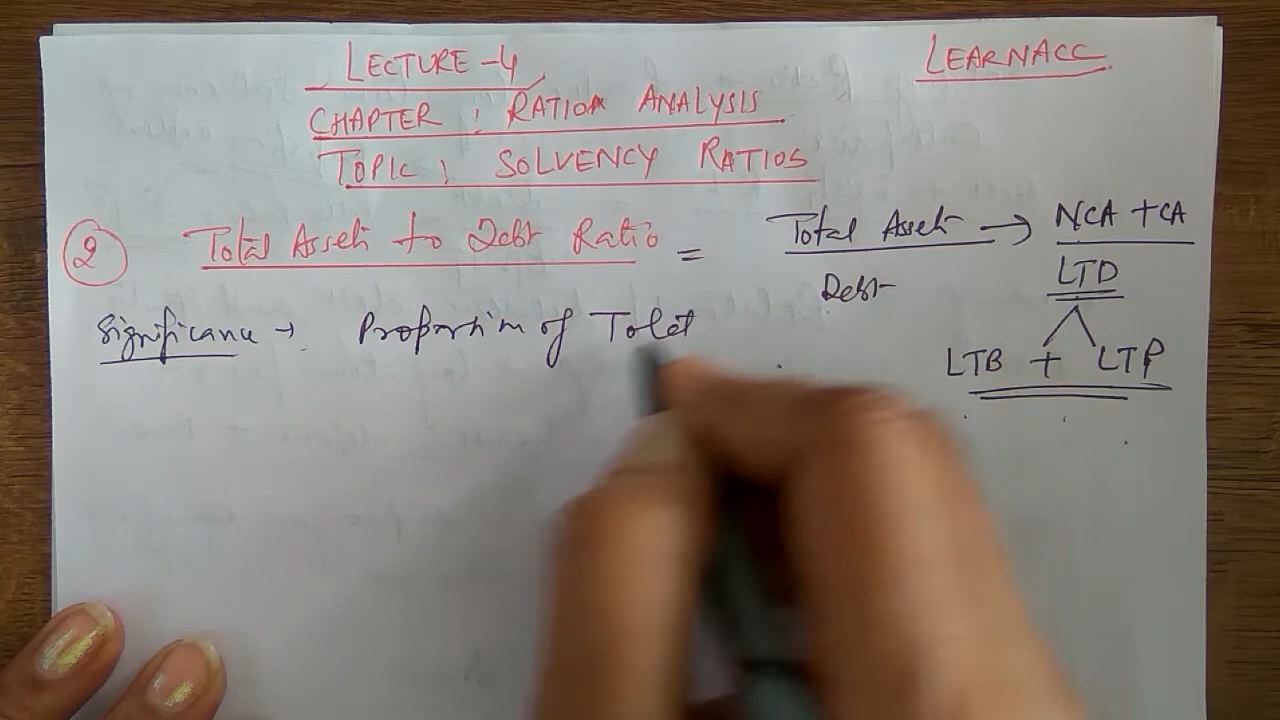 LECTURE-4
LEARNACC
CHAPTER : RATIO ANALYSIS
TOPIC : SOLVENCY RATIOS
2 Total Assets to Debt Ratio = Total Assets → NCA + CA
Debt LTD
Significance → Proportion of Total
LTB + LTP